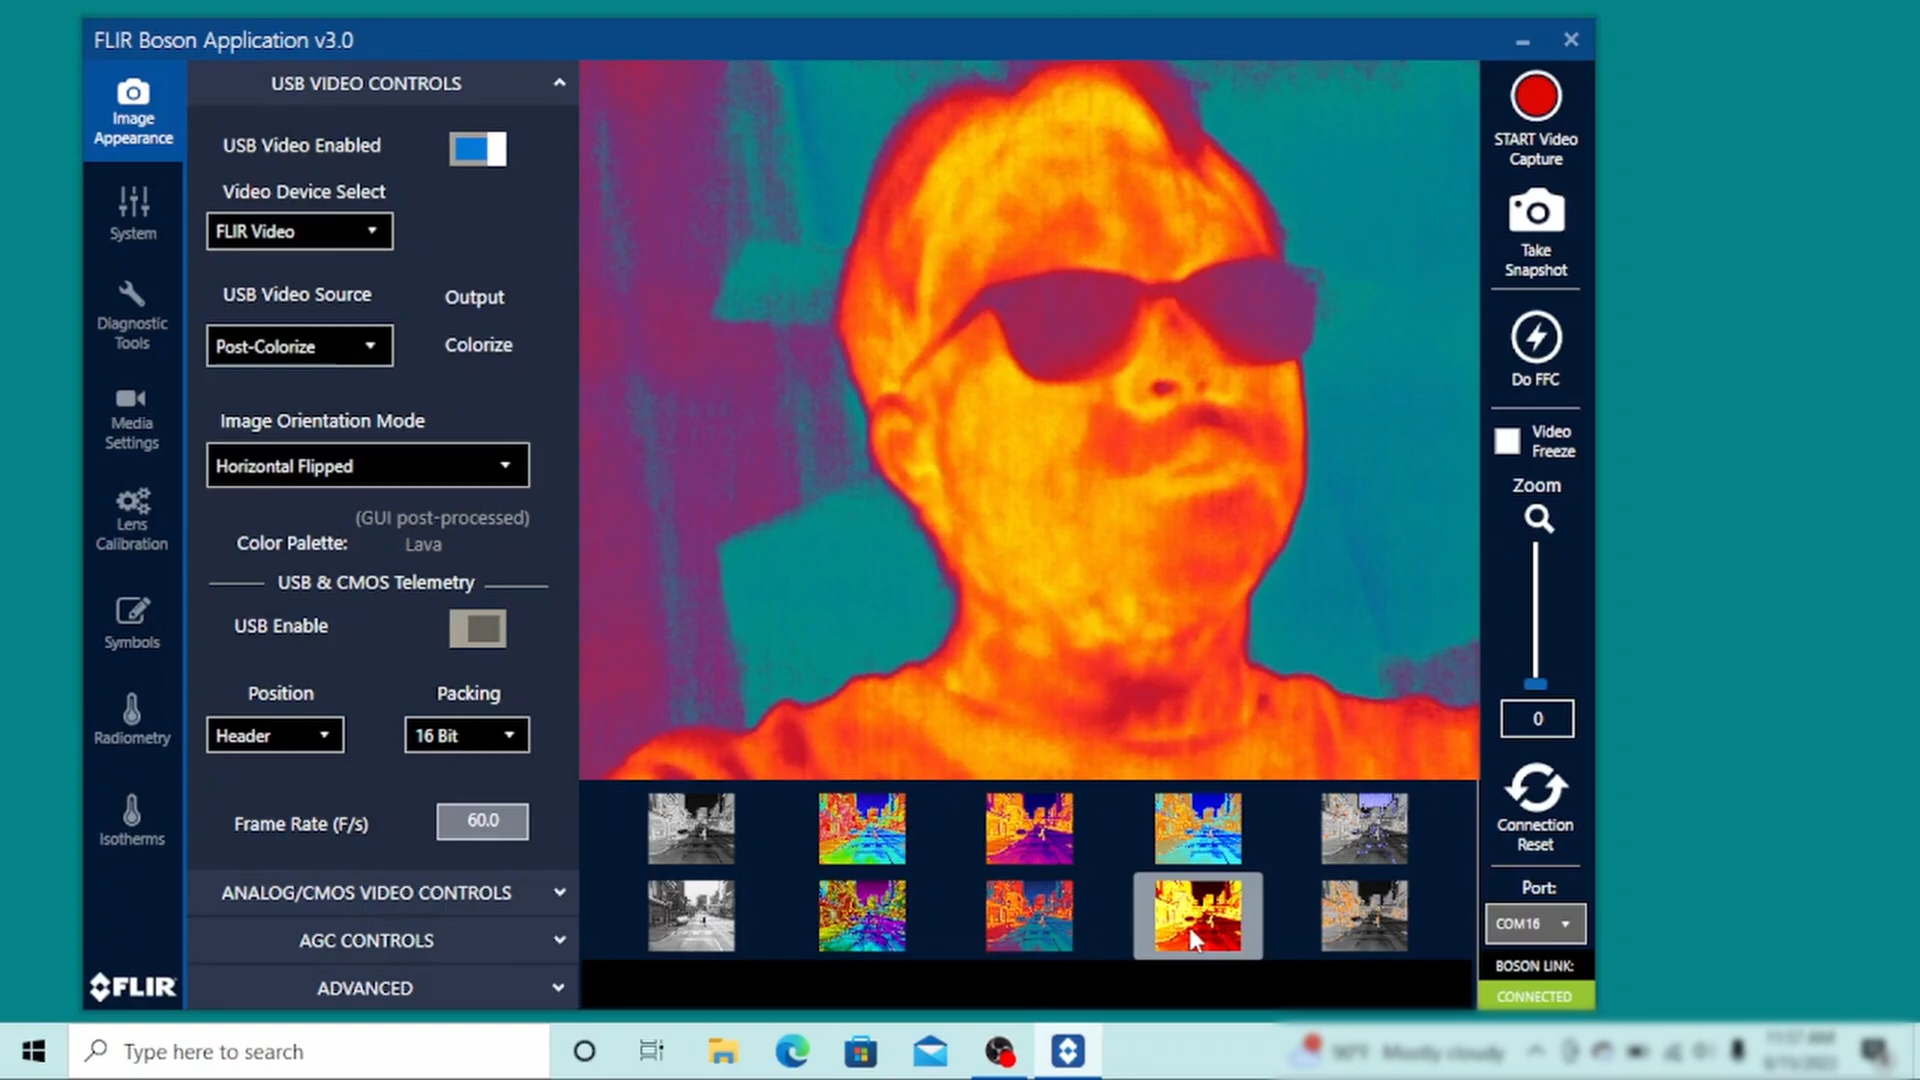 FLIR Boson Application v3.0
Image
Appearance
System
Diagnostic
Tools
Media
Settings
Lens
Calibration
Symbols
Radiometry
Isotherms
FLIR
USB VIDEO CONTROLS
USB Video Enabled
Video Device Select
FLIR Video
USB Video Source
Output
Post-Colorize
Colorize
Image Orientation Mode
Horizontal Flipped
(GUI post-processed)
Color Palette:
Lava
USB & CMOS Telemetry
USB Enable
Position
Packing
Header
16 Bit
Frame Rate (F/s)
60.0
ANALOG/CMOS VIDEO CONTROLS
AGC CONTROLS
ADVANCED
START Video
Capture
Take
Snapshot
Do FFC
Video
Freeze
Zoom
0
Connection
Reset
Port:
COM16
BOSON LINK:
CONNECTED
Type here to search
90°F Mostly cloudy